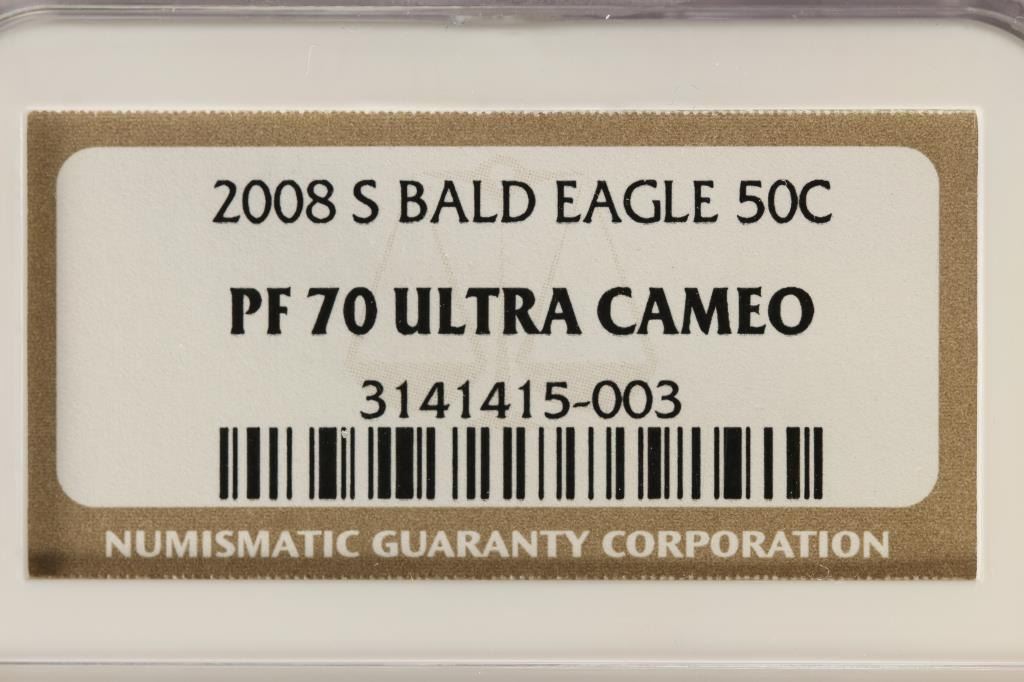 2008 S BALD EAGLE 50C
PF 70 ULTRA CAMEO
3141415-003
NUMISMATIC GUARANTY CORPORATION